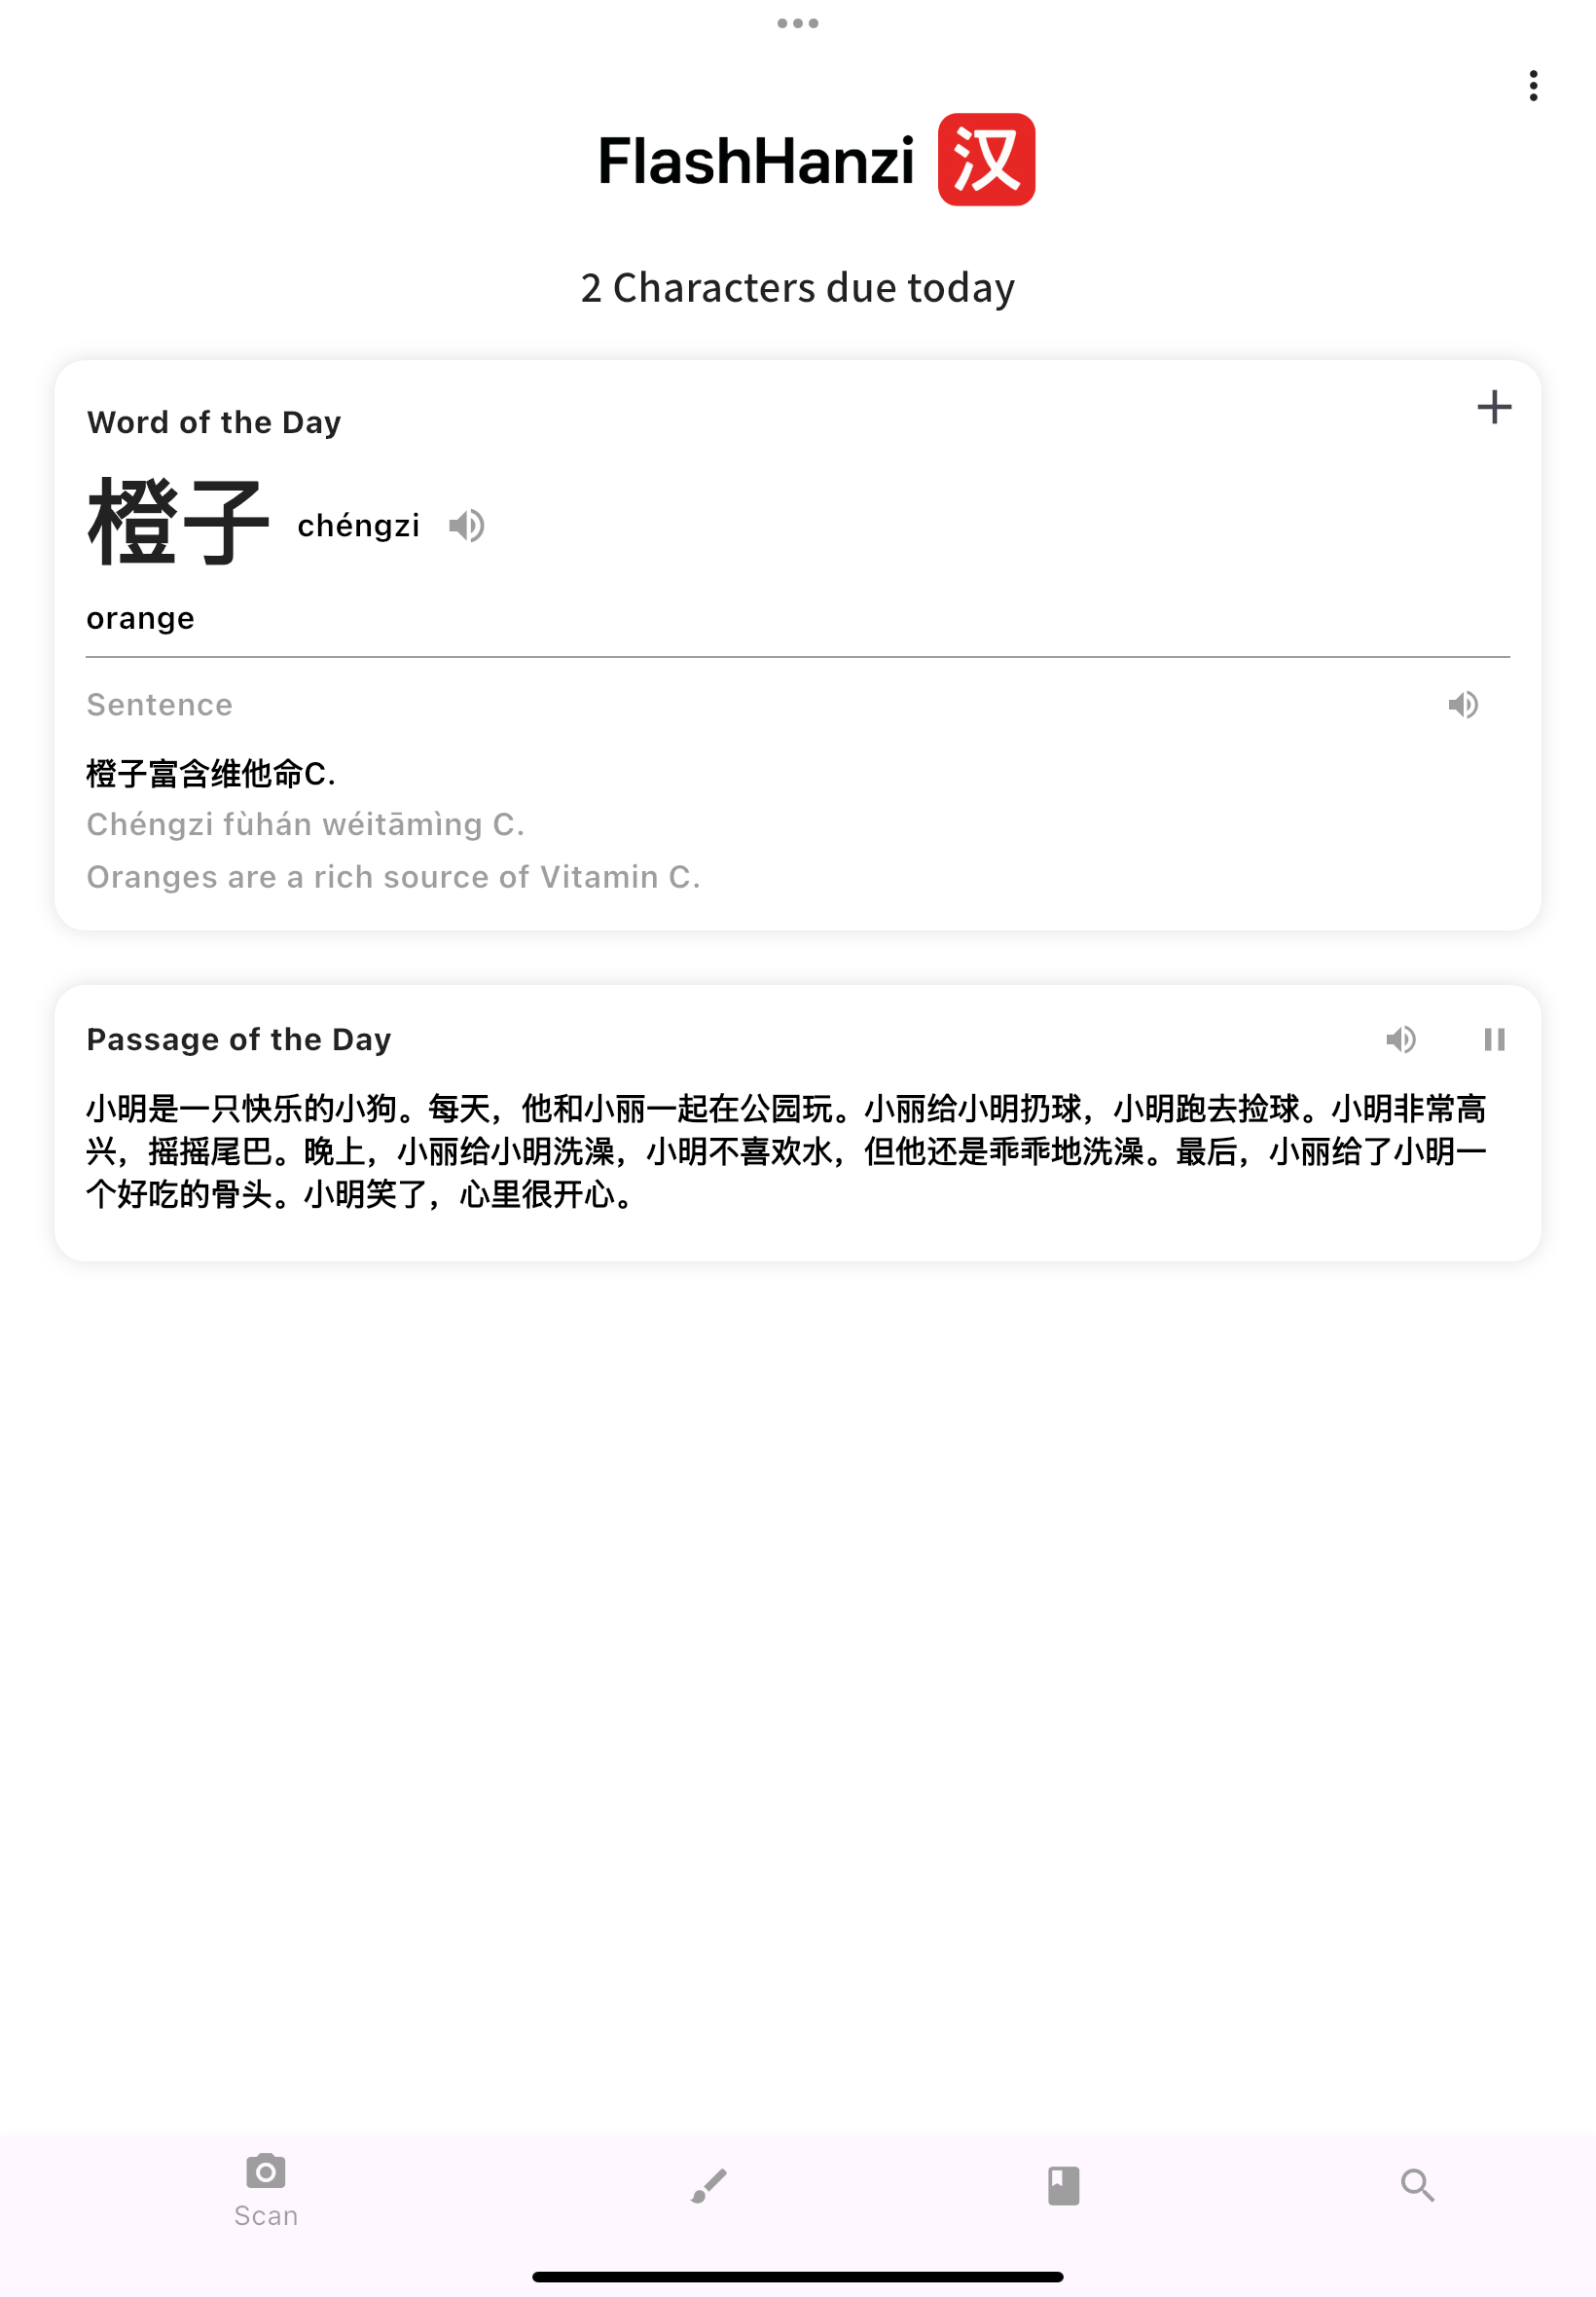 FlashHanzi 汉
2 Characters due today
Word of the Day
橙子 chéngzi
orange
Sentence
橙子富含维他命C.
Chéngzi fùhán wéitāmìng C.
Oranges are a rich source of Vitamin C.
Passage of the Day
小明是一只快乐的小狗。每天，他和小丽一起在公园玩。小丽给小明扔球，小明跑去捡球。小明非常高
兴，摇摇尾巴。晚上，小丽给小明洗澡，小明不喜欢水，但他还是乖乖地洗澡。最后，小丽给了小明一
个好吃的骨头。小明笑了，心里很开心。
Scan